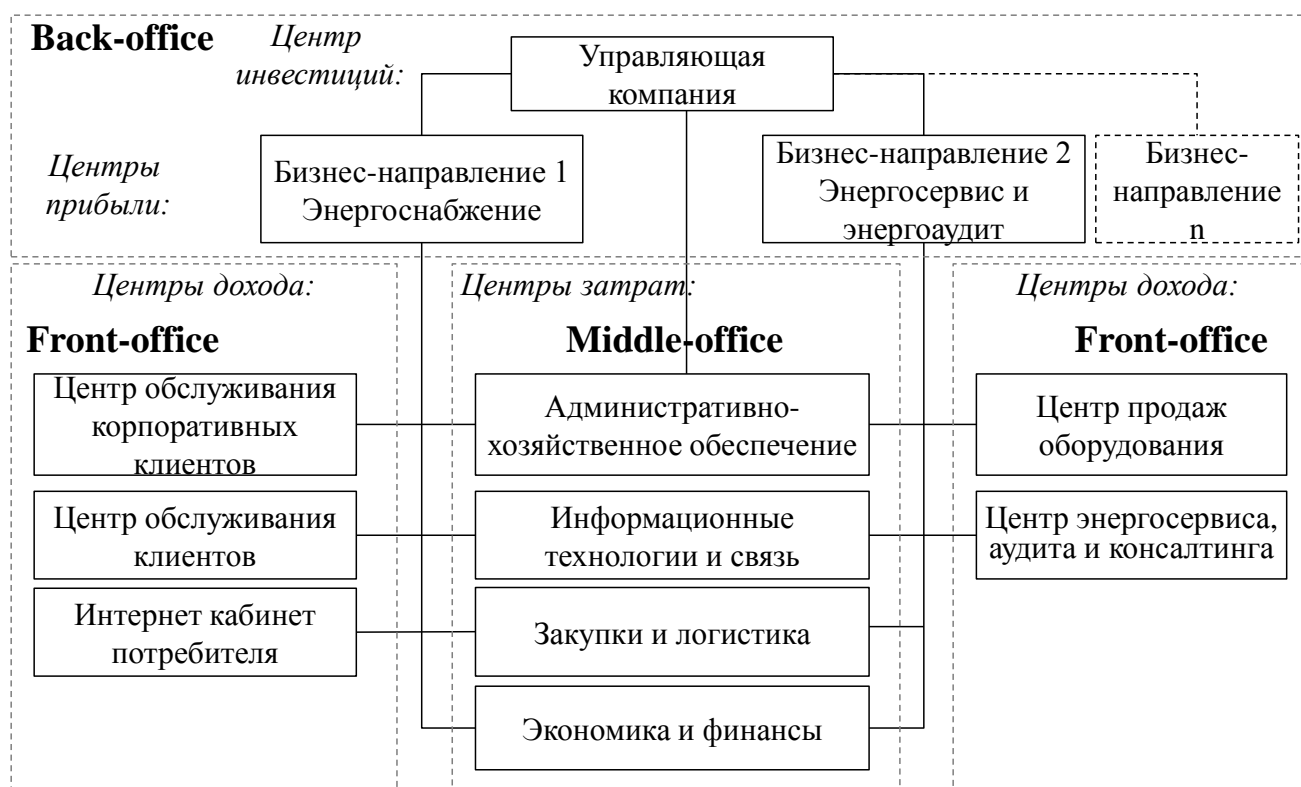 Back-office
Центр
инвестиций:
Управляющая
компания
Центры
прибыли:
Бизнес-направление 1
Энергоснабжение
Бизнес-направление 2
Энергосервис и
энергоаудит
Бизнес-
направление
n
Центры дохода:
Front-office
Центр обслуживания
корпоративных
клиентов
Центр обслуживания
клиентов
Интернет кабинет
потребителя
Центры затрат:
Middle-office
Административно-
хозяйственное обеспечение
Информационные
технологии и связь
Закупки и логистика
Экономика и финансы
Центры дохода:
Front-office
Центр продаж
оборудования
Центр энергосервиса,
аудита и консалтинга